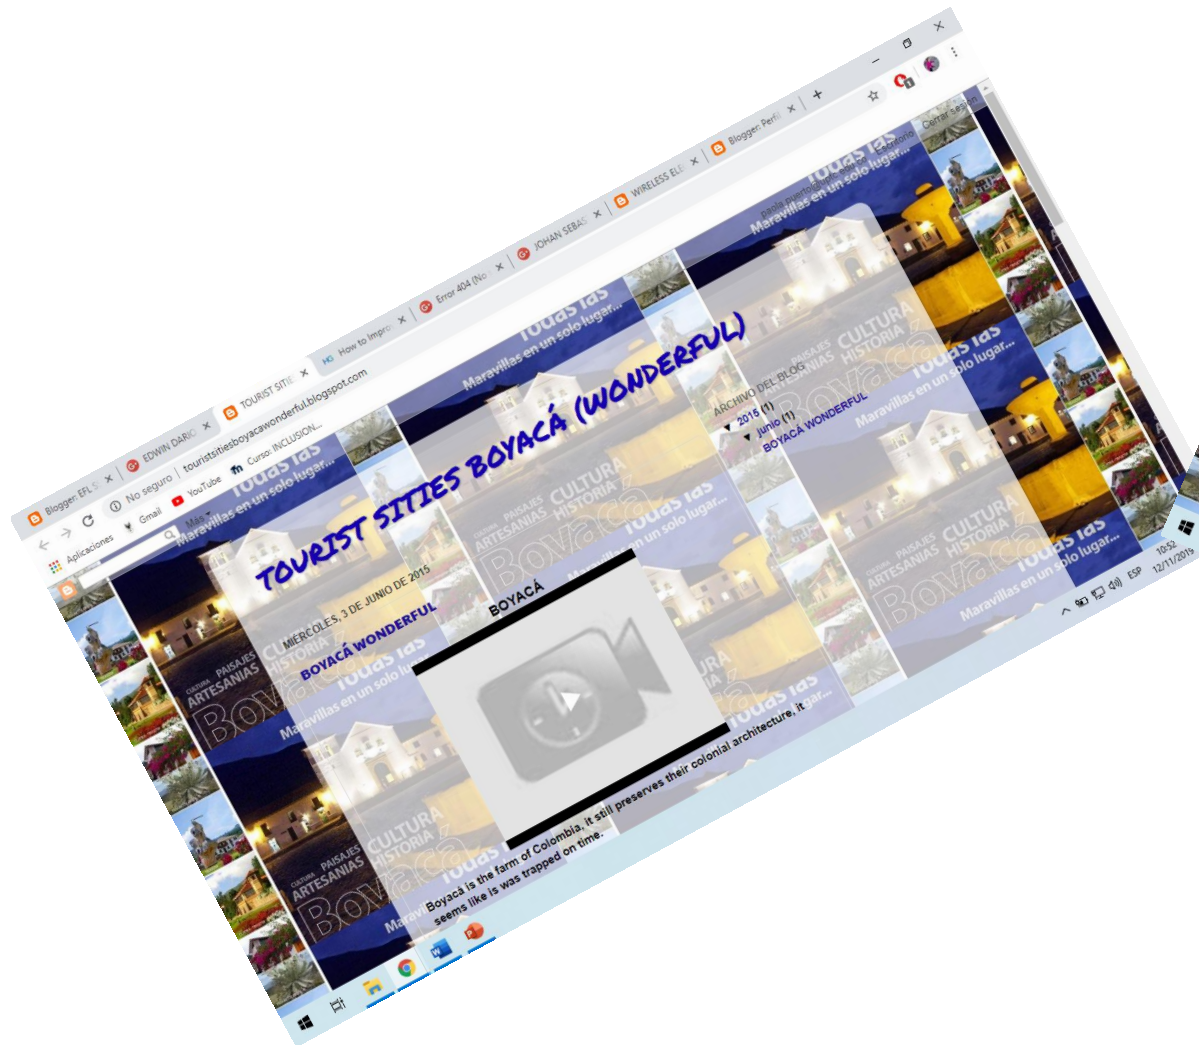 Blogger: EFL S
EDWIN DARIO
TOURIST SITIE
How to Impro
Error 404 (No
JOHAN SEBAS
WIRELESS ELE
Blogger: Perfil
No seguro | touristsitiesboyacawonderful.blogspot.com
Aplicaciones
Gmail
YouTube
Curso: INCLUSION...
Más
Escritorio
Cerrar sesión
TOURIST SITIES BOYACÁ (WONDERFUL)
MIÉRCOLES, 3 DE JUNIO DE 2015
BOYACÁ WONDERFUL
BOYACÁ
Boyacá is the farm of Colombia, it still preserves their colonial architecture, it
seems like is was trapped on time.
ARCHIVO DEL BLOG
▼ 2015 (1)
▼ junio (1)
BOYACÁ WONDERFUL
Todas las
Maravillas en un solo lugar...
CULTURA PAISAJES CULTURA
ARTESANIAS HISTORIA
Boyacá
ESP
10:52
12/11/2019